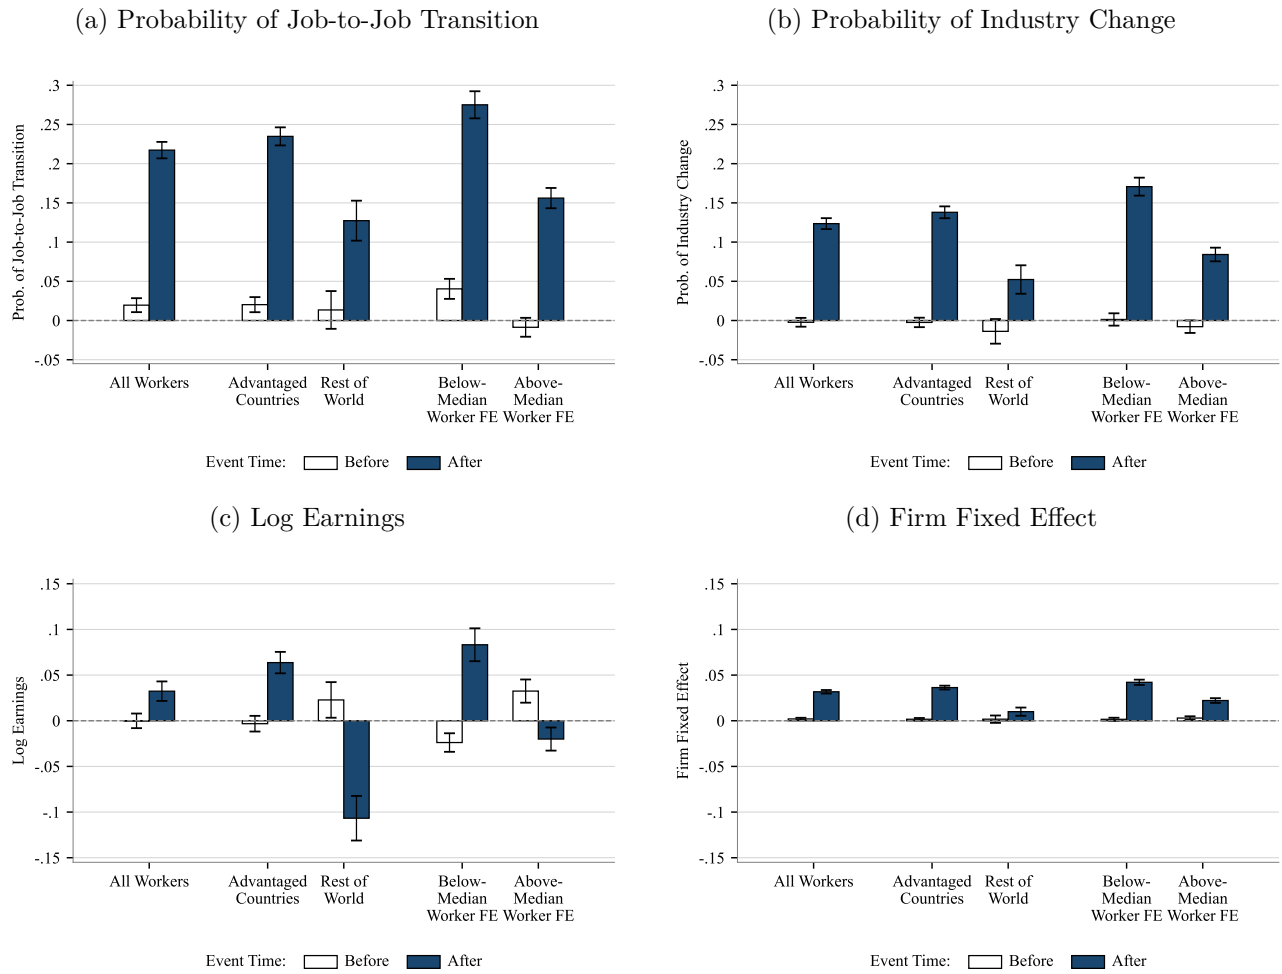 (a) Probability of Job-to-Job Transition
Prob. of Job-to-Job Transition
.3
.25
.2
.15
.1
.05
0
-.05
All Workers
Advantaged
Countries
Rest of
World
Below-
Median
Worker FE
Above-
Median
Worker FE
Event Time: Before After
(b) Probability of Industry Change
Prob. of Industry Change
.3
.25
.2
.15
.1
.05
0
-.05
All Workers
Advantaged
Countries
Rest of
World
Below-
Median
Worker FE
Above-
Median
Worker FE
Event Time: Before After
(c) Log Earnings
Log Earnings
.15
.1
.05
0
-.05
-.1
-.15
All Workers
Advantaged
Countries
Rest of
World
Below-
Median
Worker FE
Above-
Median
Worker FE
Event Time: Before After
(d) Firm Fixed Effect
Firm Fixed Effect
.15
.1
.05
0
-.05
-.1
-.15
All Workers
Advantaged
Countries
Rest of
World
Below-
Median
Worker FE
Above-
Median
Worker FE
Event Time: Before After